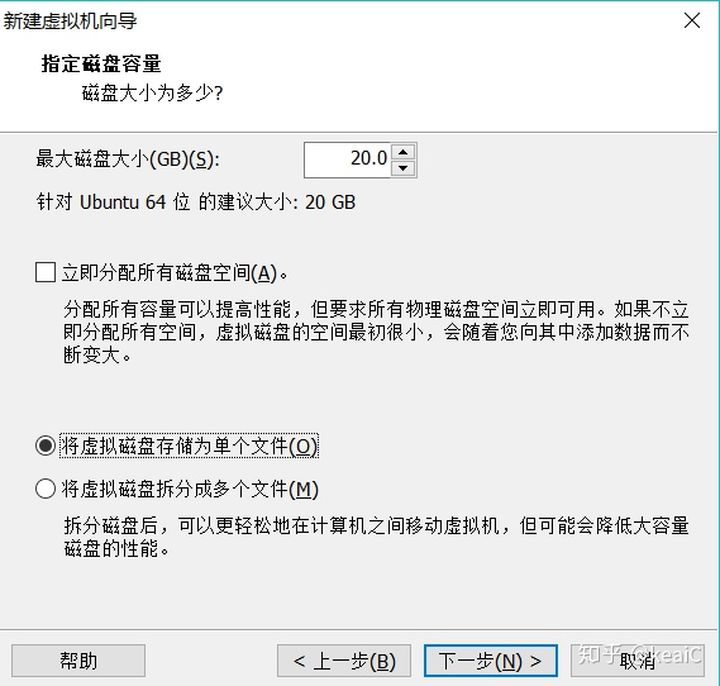 新建虚拟机向导
指定磁盘容量
磁盘大小为多少?
最大磁盘大小(GB)(S): 20.0
针对 Ubuntu 64 位 的建议大小: 20 GB
立即分配所有磁盘空间(A)。
分配所有容量可以提高性能，但要求所有物理磁盘空间立即可用。如果不立
即分配所有空间，虚拟磁盘的空间最初很小，会随着您向其中添加数据而不
断变大。
将虚拟磁盘存储为单个文件(O)
将虚拟磁盘拆分成多个文件(M)
拆分磁盘后，可以更轻松地在计算机之间移动虚拟机，但可能会降低大容量
磁盘的性能。
帮助 < 上一步(B) 下一步(N) > 取消
知乎 @keaiC